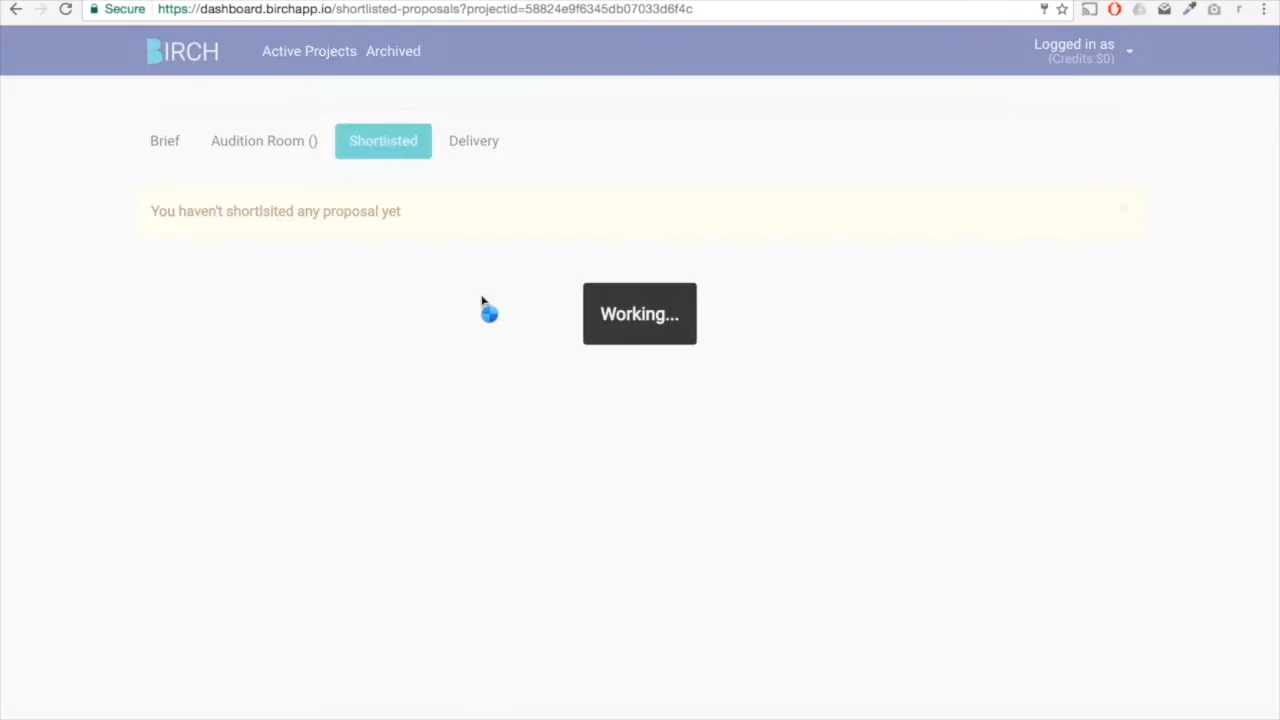 Secure https://dashboard.birchapp.io/shortlisted-proposals?projectid=58824e9f6345db07033d6f4c
BIRCH Active Projects Archived Logged in as
(Credits:$0)
Brief Audition Room () Shortlisted Delivery
You haven't shortlsited any proposal yet
Working...